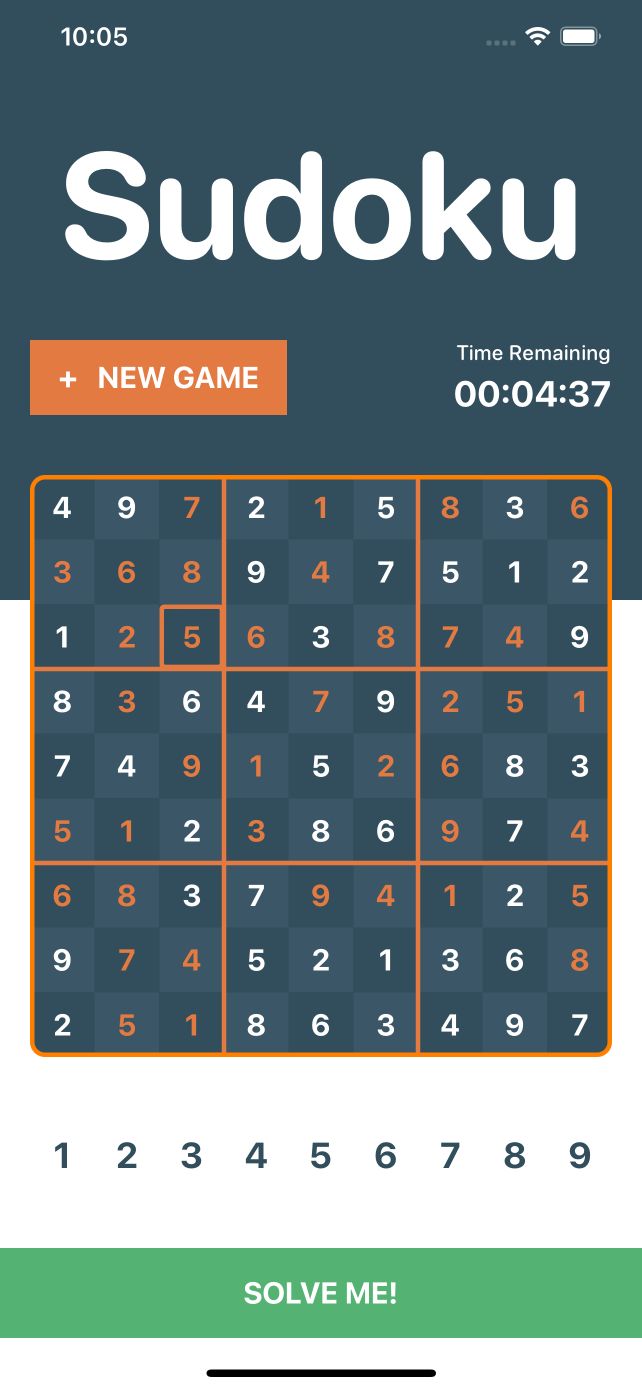 10:05
Sudoku
+ NEW GAME
Time Remaining
00:04:37
4 9 7 2 1 5 8 3 6
3 6 8 9 4 7 5 1 2
1 2 5 6 3 8 7 4 9
8 3 6 4 7 9 2 5 1
7 4 9 1 5 2 6 8 3
5 1 2 3 8 6 9 7 4
6 8 3 7 9 4 1 2 5
9 7 4 5 2 1 3 6 8
2 5 1 8 6 3 4 9 7
1 2 3 4 5 6 7 8 9
SOLVE ME!